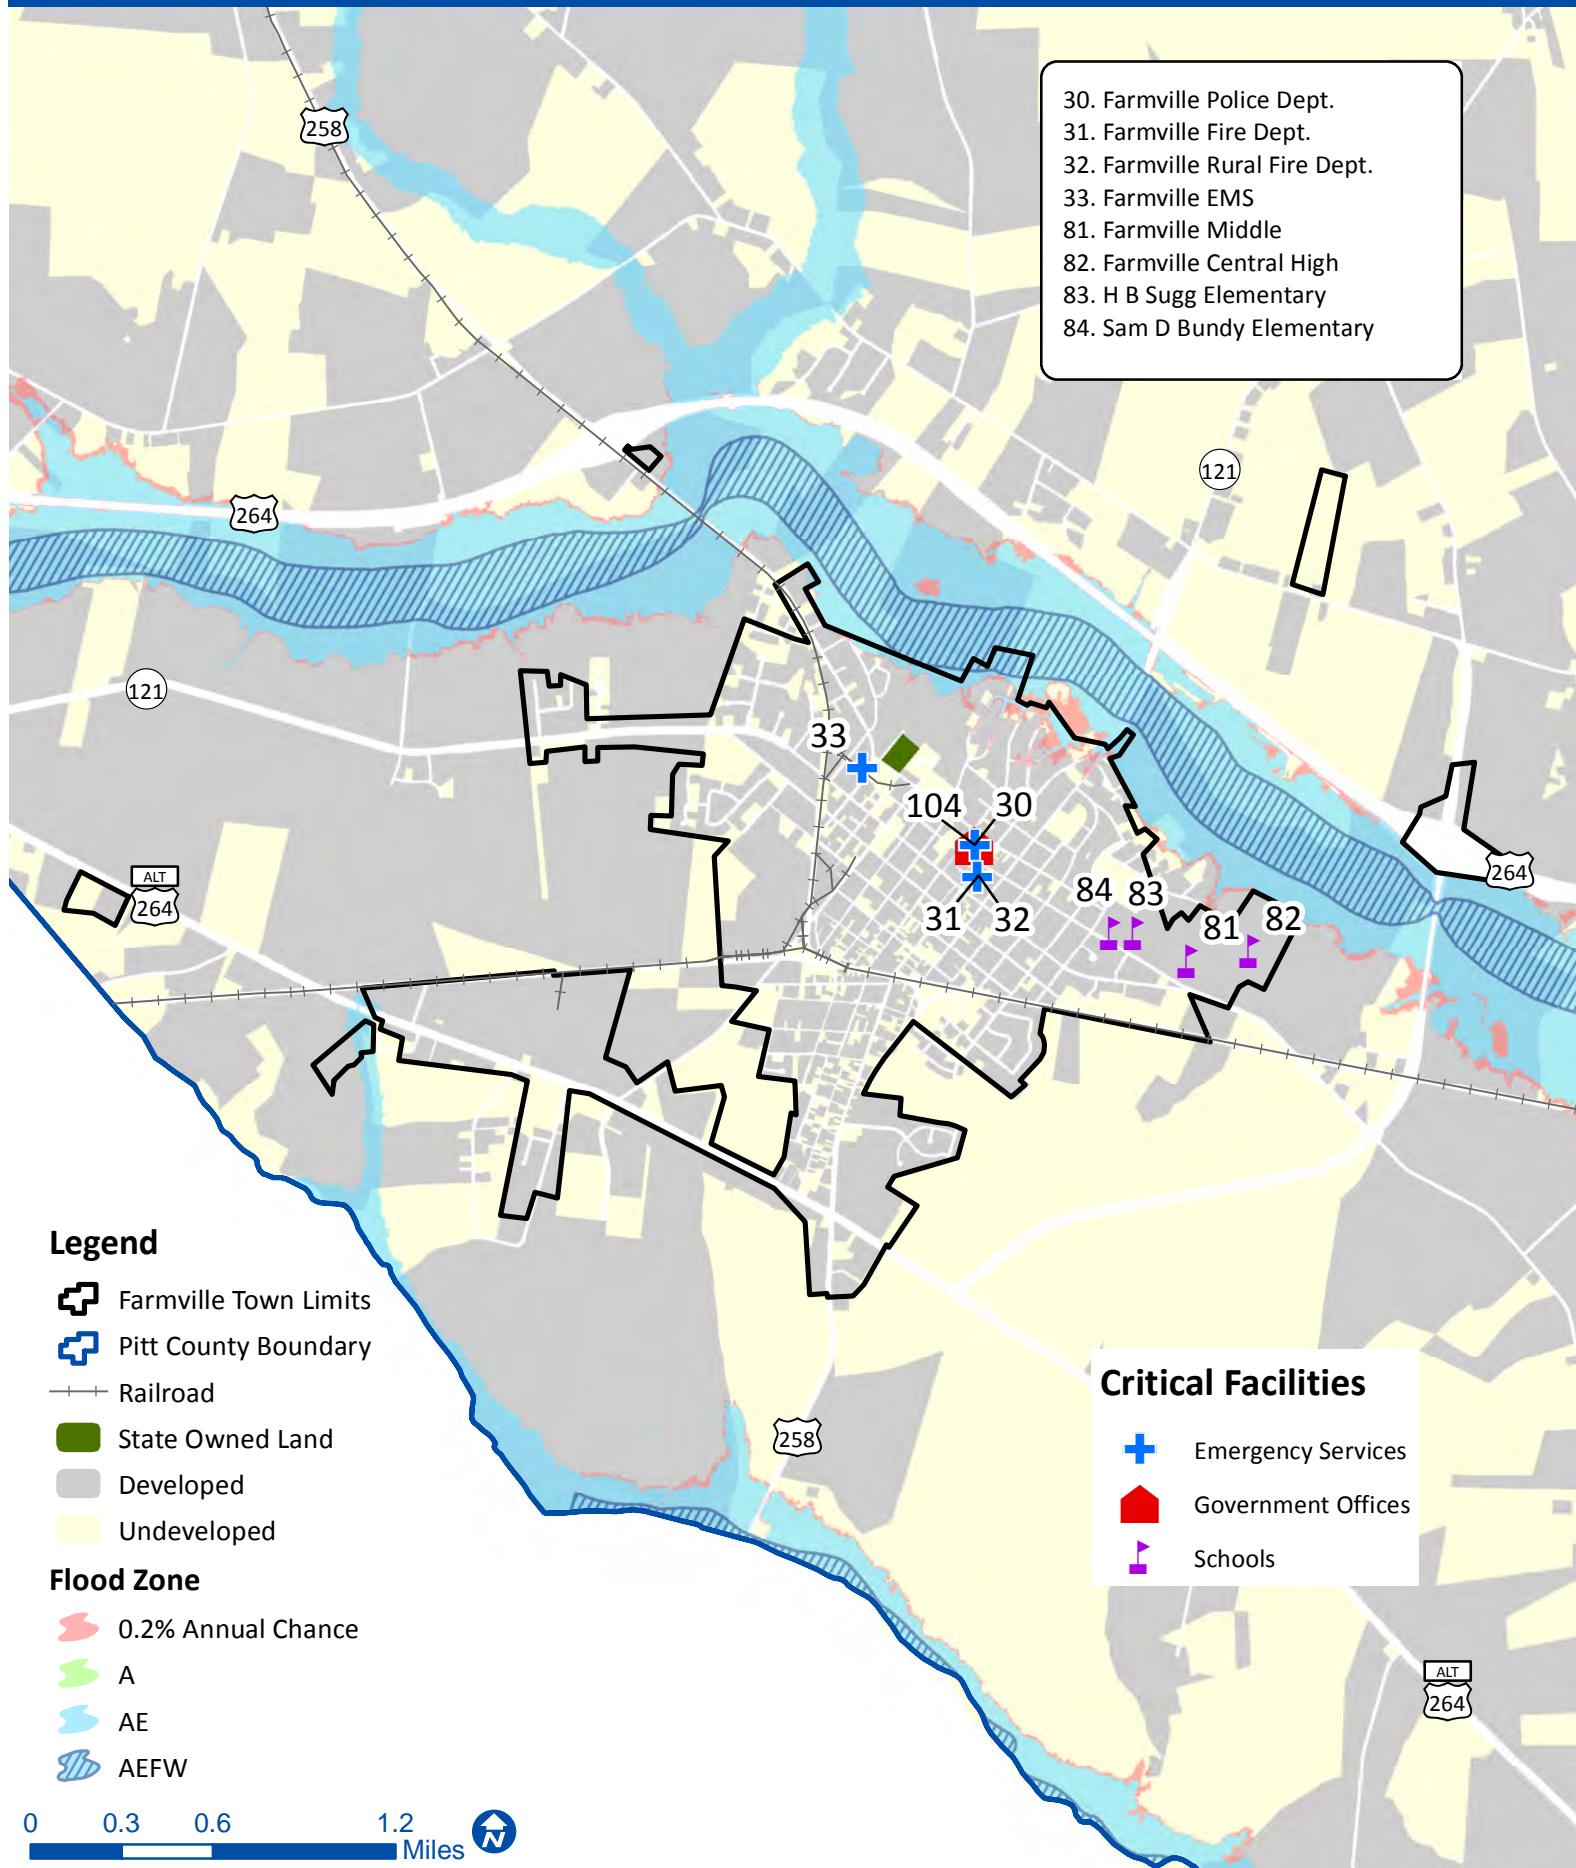 258
30. Farmville Police Dept.
31. Farmville Fire Dept.
32. Farmville Rural Fire Dept.
33. Farmville EMS
81. Farmville Middle
82. Farmville Central High
83. H B Sugg Elementary
84. Sam D Bundy Elementary
121
264
121
33
104
30
ALT
264
264
84
83
31
32
81
82
Legend
Farmville Town Limits
Pitt County Boundary
Railroad
State Owned Land
Developed
Undeveloped
Flood Zone
0.2% Annual Chance
A
AE
AEFW
258
Critical Facilities
Emergency Services
Government Offices
Schools
ALT
264
0 0.3 0.6 1.2
Miles
N